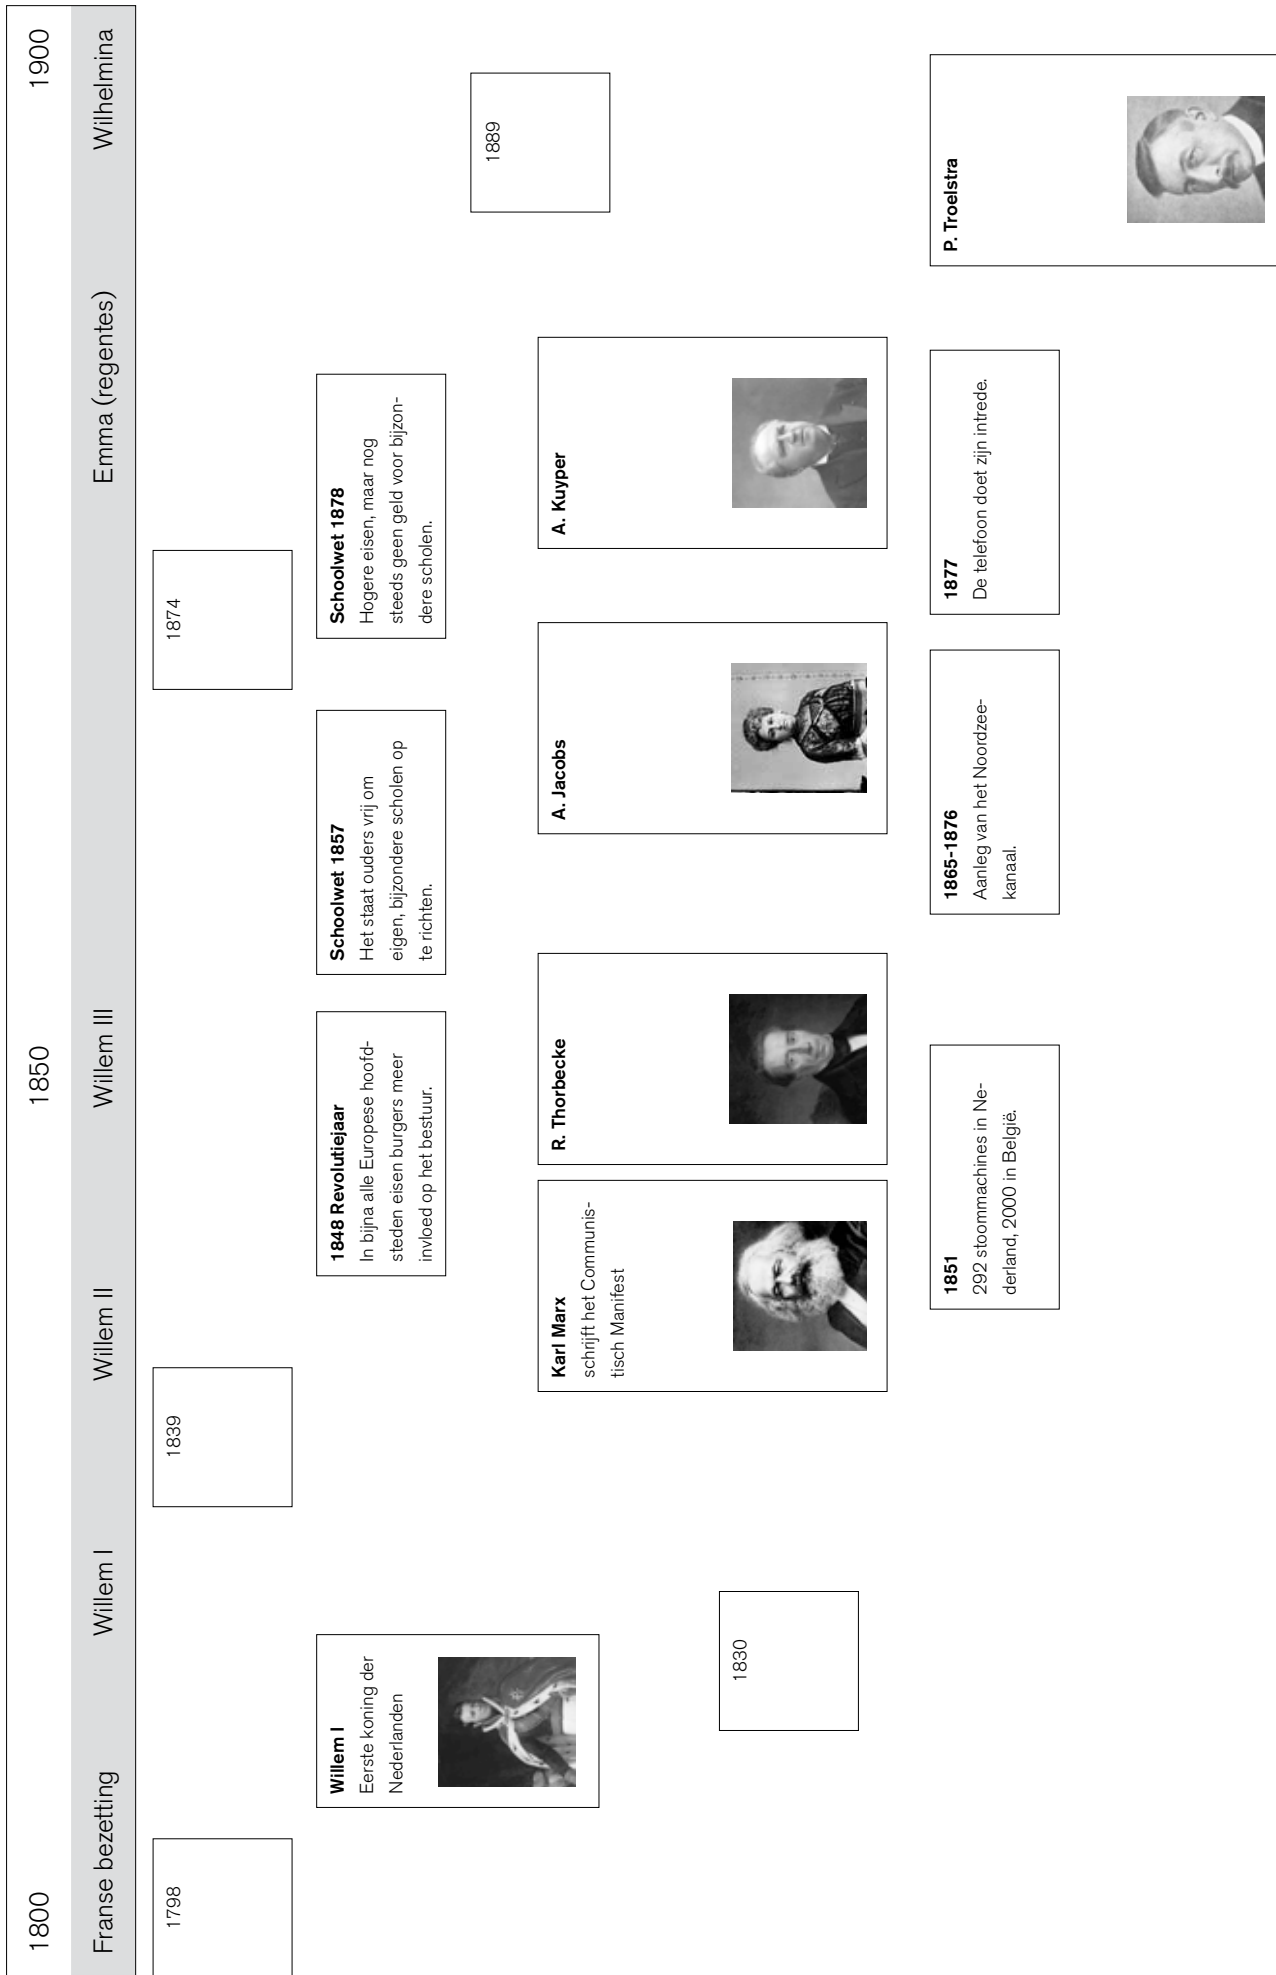 1800
1850
1900
Franse bezetting
Willem I
Willem II
Willem III
Emma (regentes)
Wilhelmina
1798
1839
1874
Willem I
Eerste koning der
Nederlanden
1848 Revolutiejaar
In bijna alle Europese hoofd-
steden eisen burgers meer
invloed op het bestuur.
Schoolwet 1857
Het staat ouders vrij om
eigen, bijzondere scholen op
te richten.
Schoolwet 1878
Hogere eisen, maar nog
steeds geen geld voor bijzon-
dere scholen.
1889
Karl Marx
schrijft het Communis-
tisch Manifest
R. Thorbecke
A. Jacobs
A. Kuyper
1830
1851
292 stoommachines in Ne-
derland, 2000 in België.
1865-1876
Aanleg van het Noordzee-
kanaal.
1877
De telefoon doet zijn intrede.
P. Troelstra